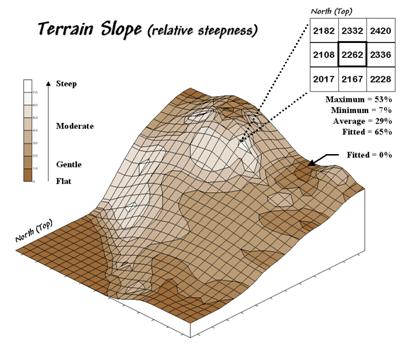 Terrain Slope (relative steepness)
North (Top)
2182 2332 2420
2108 2262 2336
2017 2167 2228
Maximum = 53%
Minimum = 7%
Average = 29%
Fitted = 65%
Fitted = 0%
Steep
Moderate
Gentle
Flat
North (Top)